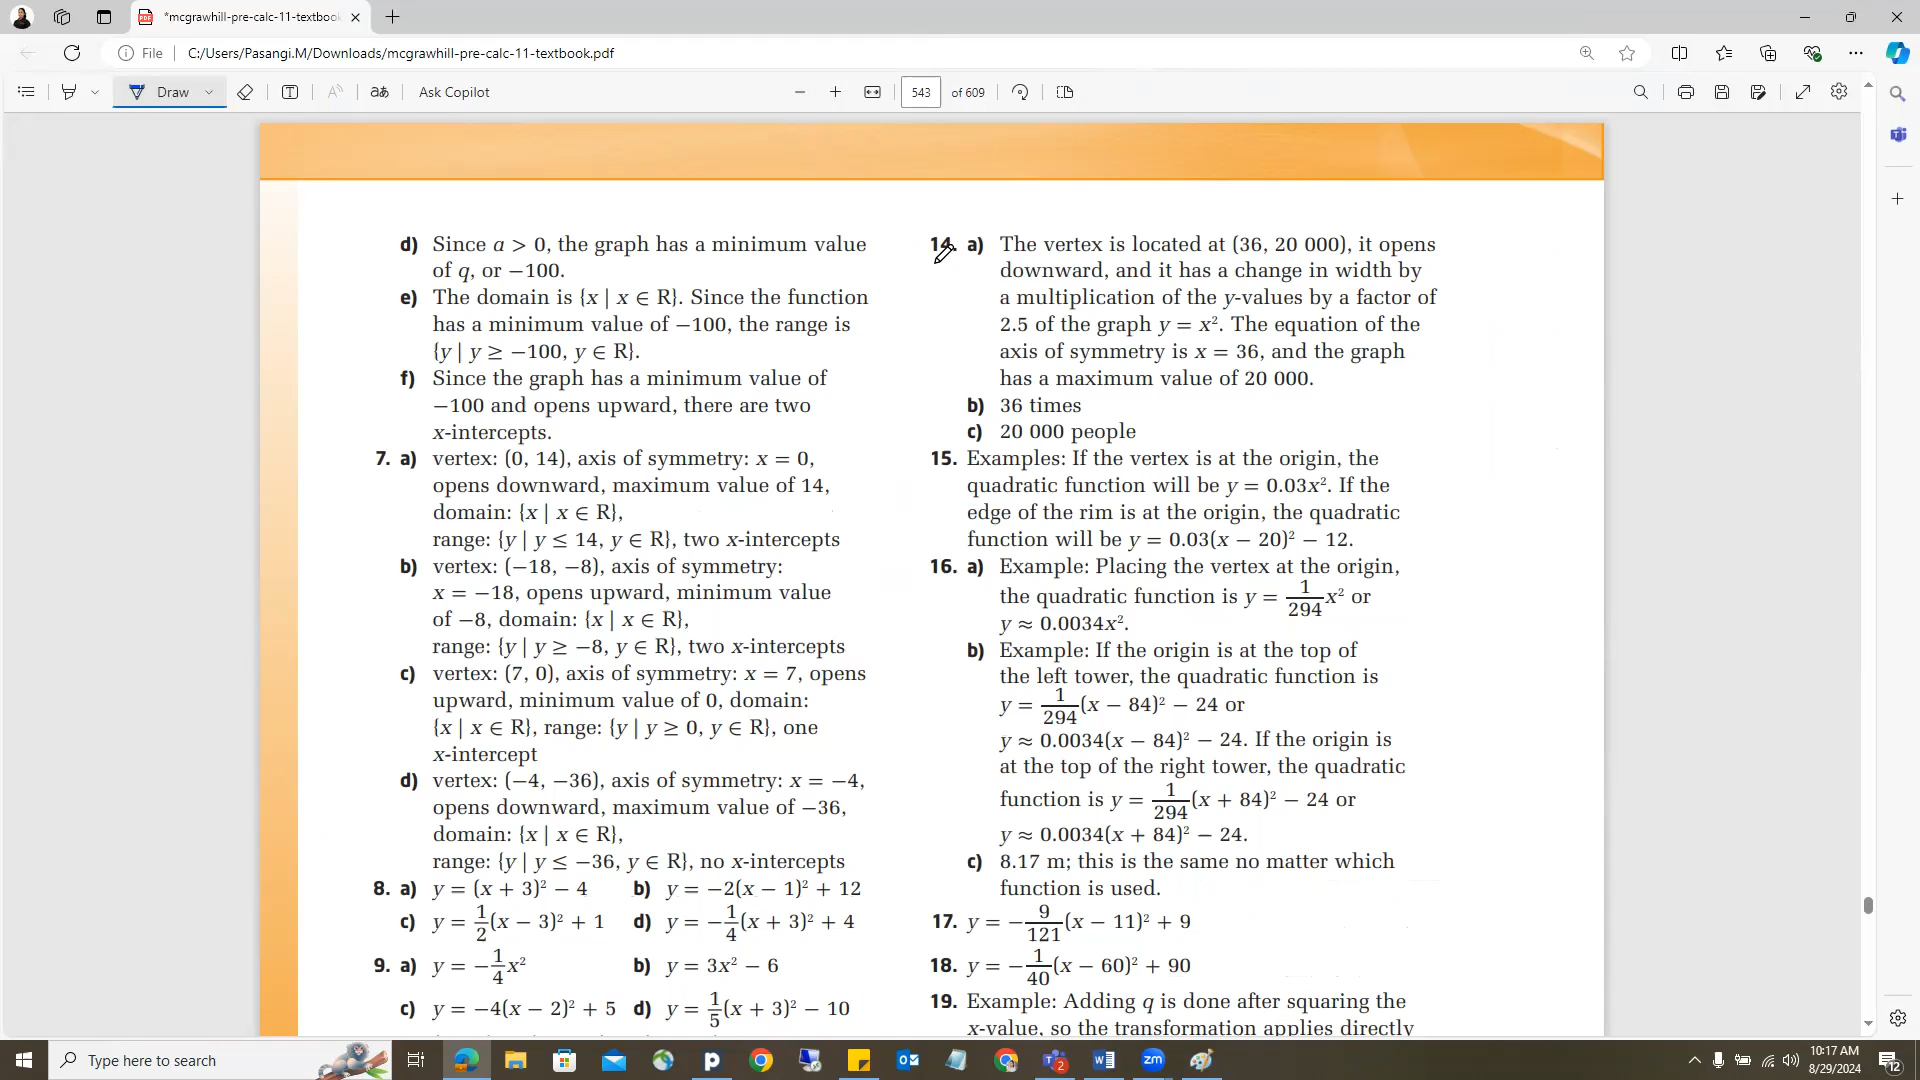 *mcgrawhill-pre-calc-11-textbook
File
C:/Users/Pasangi.M/Downloads/mcgrawhill-pre-calc-11-textbook.pdf
Draw
Ask Copilot
543 of 609
d) Since a > 0, the graph has a minimum value
of q, or −100.
e) The domain is {x | x ∈ R}. Since the function
has a minimum value of −100, the range is
{y | y ≥ −100, y ∈ R}.
f) Since the graph has a minimum value of
−100 and opens upward, there are two
x-intercepts.
7. a) vertex: (0, 14), axis of symmetry: x = 0,
opens downward, maximum value of 14,
domain: {x | x ∈ R},
range: {y | y ≤ 14, y ∈ R}, two x-intercepts
b) vertex: (−18, −8), axis of symmetry:
x = −18, opens upward, minimum value
of −8, domain: {x | x ∈ R},
range: {y | y ≥ −8, y ∈ R}, two x-intercepts
c) vertex: (7, 0), axis of symmetry: x = 7, opens
upward, minimum value of 0, domain:
{x | x ∈ R}, range: {y | y ≥ 0, y ∈ R}, one
x-intercept
d) vertex: (−4, −36), axis of symmetry: x = −4,
opens downward, maximum value of −36,
domain: {x | x ∈ R},
range: {y | y ≤ −36, y ∈ R}, no x-intercepts
8. a) y = (x + 3)² − 4 b) y = −2(x − 1)² + 12
c) y = 1/2(x − 3)² + 1 d) y = −1/4(x + 3)² + 4
9. a) y = −1/4x² b) y = 3x² − 6
c) y = −4(x − 2)² + 5 d) y = 1/5(x + 3)² − 10
14. a) The vertex is located at (36, 20 000), it opens
downward, and it has a change in width by
a multiplication of the y-values by a factor of
2.5 of the graph y = x². The equation of the
axis of symmetry is x = 36, and the graph
has a maximum value of 20 000.
b) 36 times
c) 20 000 people
15. Examples: If the vertex is at the origin, the
quadratic function will be y = 0.03x². If the
edge of the rim is at the origin, the quadratic
function will be y = 0.03(x − 20)² − 12.
16. a) Example: Placing the vertex at the origin,
the quadratic function is y = 1/294x² or
y ≈ 0.0034x².
b) Example: If the origin is at the top of
the left tower, the quadratic function is
y = 1/294(x − 84)² − 24 or
y ≈ 0.0034(x − 84)² − 24. If the origin is
at the top of the right tower, the quadratic
function is y = 1/294(x + 84)² − 24 or
y ≈ 0.0034(x + 84)² − 24.
c) 8.17 m; this is the same no matter which
function is used.
17. y = −9/121(x − 11)² + 9
18. y = −1/40(x − 60)² + 90
19. Example: Adding q is done after squaring the
x-value, so the transformation applies directly
Type here to search
10:17 AM
8/29/2024